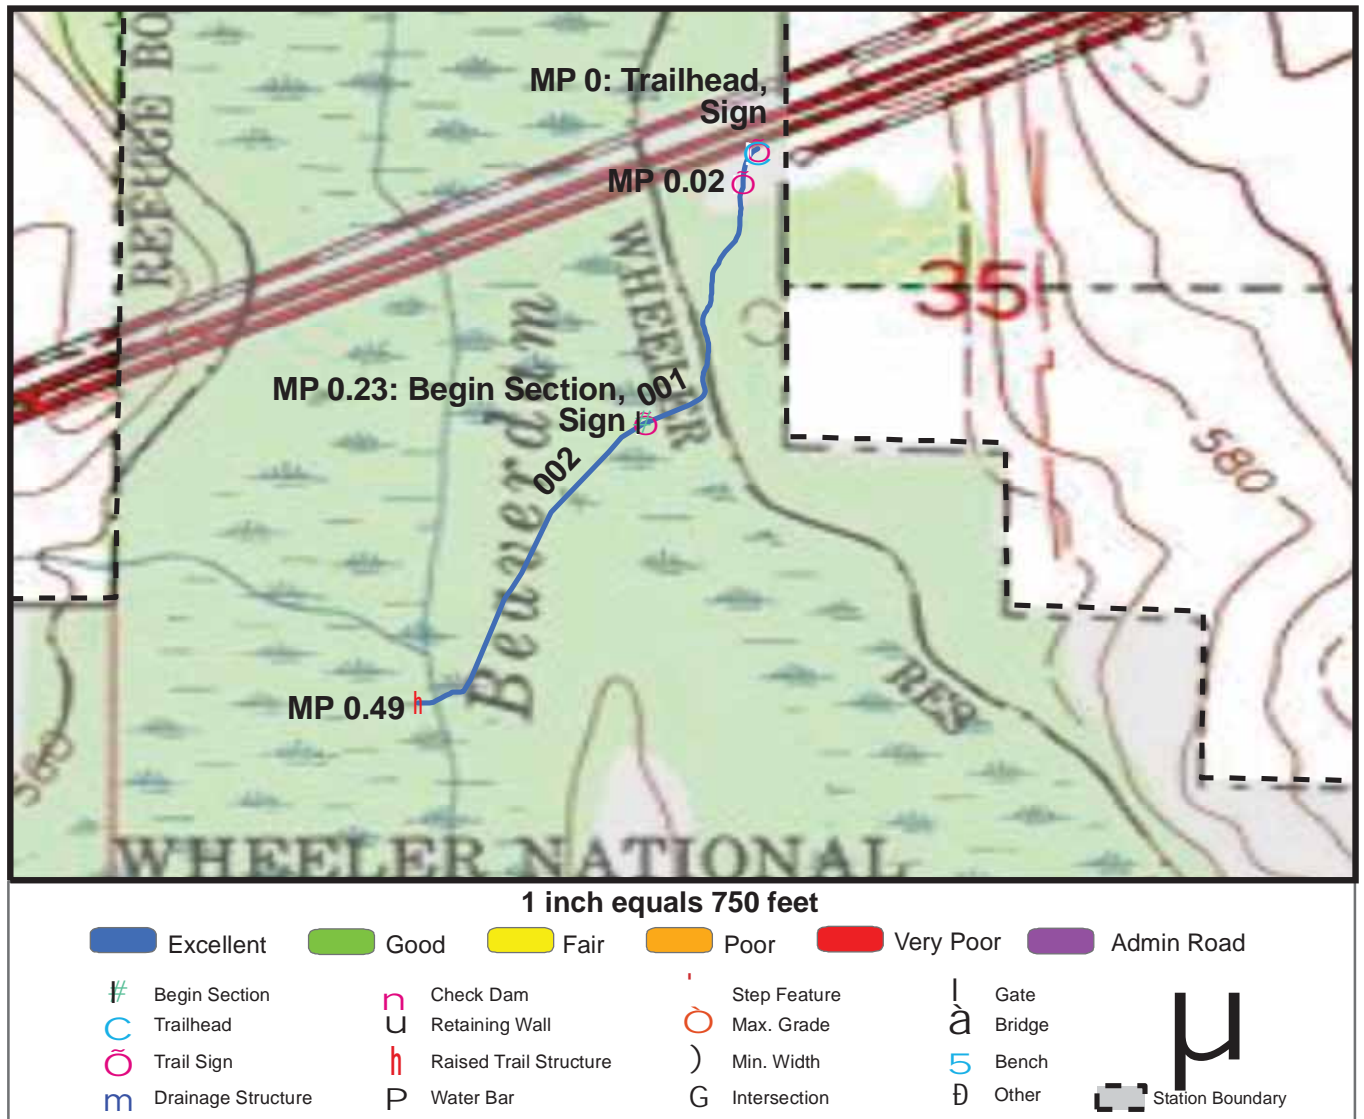 REFUGE BO
MP 0: Trailhead,
Sign
MP 0.02
WHEELER
35
MP 0.23: Begin Section,
Sign
001
002
Beaverdam
580
RES
MP 0.49
560
WHEELER NATIONAL
1 inch equals 750 feet
Excellent
Good
Fair
Poor
Very Poor
Admin Road
# Begin Section
n Check Dam
' Step Feature
l Gate
C Trailhead
u Retaining Wall
Ò Max. Grade
à Bridge
Õ Trail Sign
h Raised Trail Structure
) Min. Width
5 Bench
m Drainage Structure
P Water Bar
G Intersection
Ð Other
Station Boundary
µ